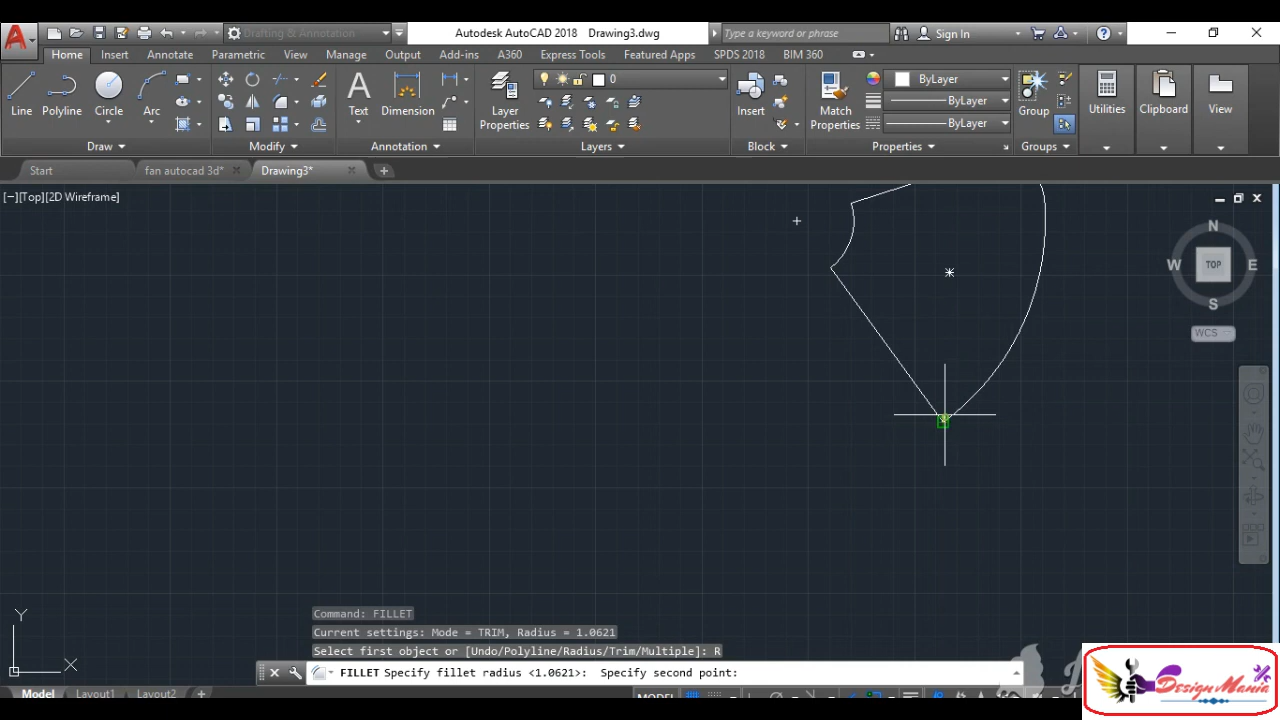 Drafting & Annotation
Autodesk AutoCAD 2018 Drawing3.dwg
Type a keyword or phrase
Sign In
Home Insert Annotate Parametric View Manage Output Add-ins A360 Express Tools Featured Apps SPDS 2018 BIM 360
Line Polyline Circle Arc
Text Dimension
Layer Properties
0
Insert
Match Properties
ByLayer
ByLayer
ByLayer
Group
Utilities
Clipboard
View
Draw Modify Annotation Layers Block Properties Groups
Start fan autocad 3d* Drawing3*
[−][Top][2D Wireframe]
N
W TOP E
S
WCS
Y
X
Command: FILLET
Current settings: Mode = TRIM, Radius = 1.0621
Select first object or [Undo/Polyline/Radius/Trim/Multiple]: R
FILLET Specify fillet radius <1.0621>: Specify second point:
Model Layout1 Layout2 +
MODEL
Design Mania